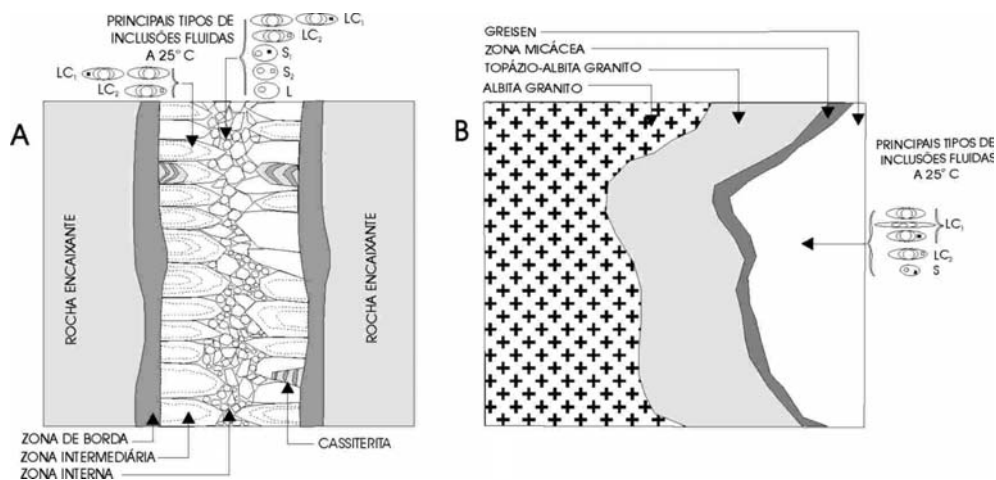 PRINCIPAIS TIPOS DE
INCLUSÕES FLUIDAS
A 25° C
LC₁
LC₂
S₁
S₂
L
LC₁
LC₂
A
ROCHA ENCAIXANTE
ROCHA ENCAIXANTE
ZONA DE BORDA
ZONA INTERMEDIÁRIA
ZONA INTERNA
CASSITERITA
B
GREISEN
ZONA MICÁCEA
TOPÁZIO-ALBITA GRANITO
ALBITA GRANITO
PRINCIPAIS TIPOS DE
INCLUSÕES FLUIDAS
A 25° C
LC₁
LC₂
S